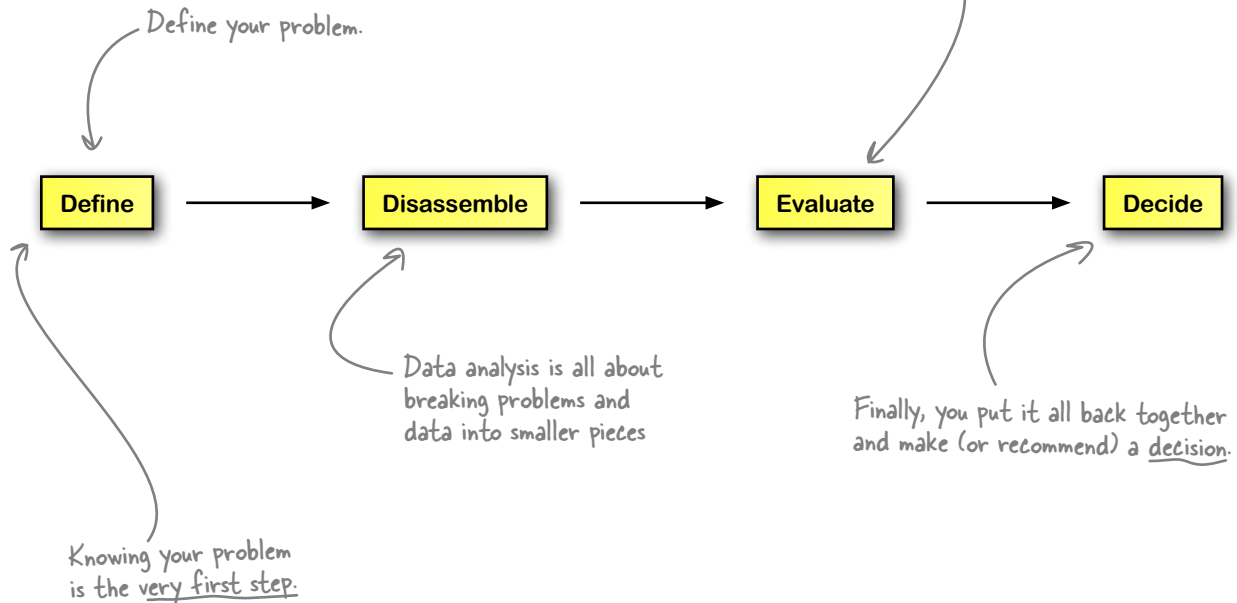 Define your problem.
Define
Disassemble
Evaluate
Decide
Data analysis is all about
breaking problems and
data into smaller pieces
Finally, you put it all back together
and make (or recommend) a decision.
Knowing your problem
is the very first step.